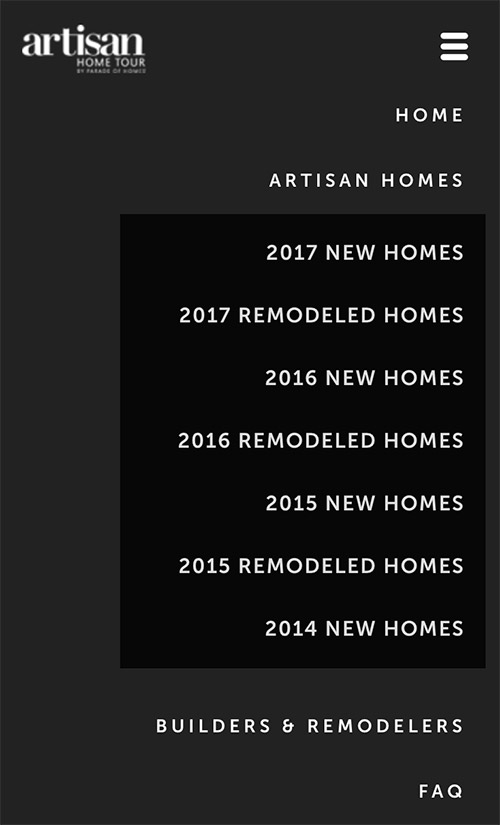 artisan
HOME TOUR
BY PARADE OF HOMES
HOME
ARTISAN HOMES
2017 NEW HOMES
2017 REMODELED HOMES
2016 NEW HOMES
2016 REMODELED HOMES
2015 NEW HOMES
2015 REMODELED HOMES
2014 NEW HOMES
BUILDERS & REMODELERS
FAQ